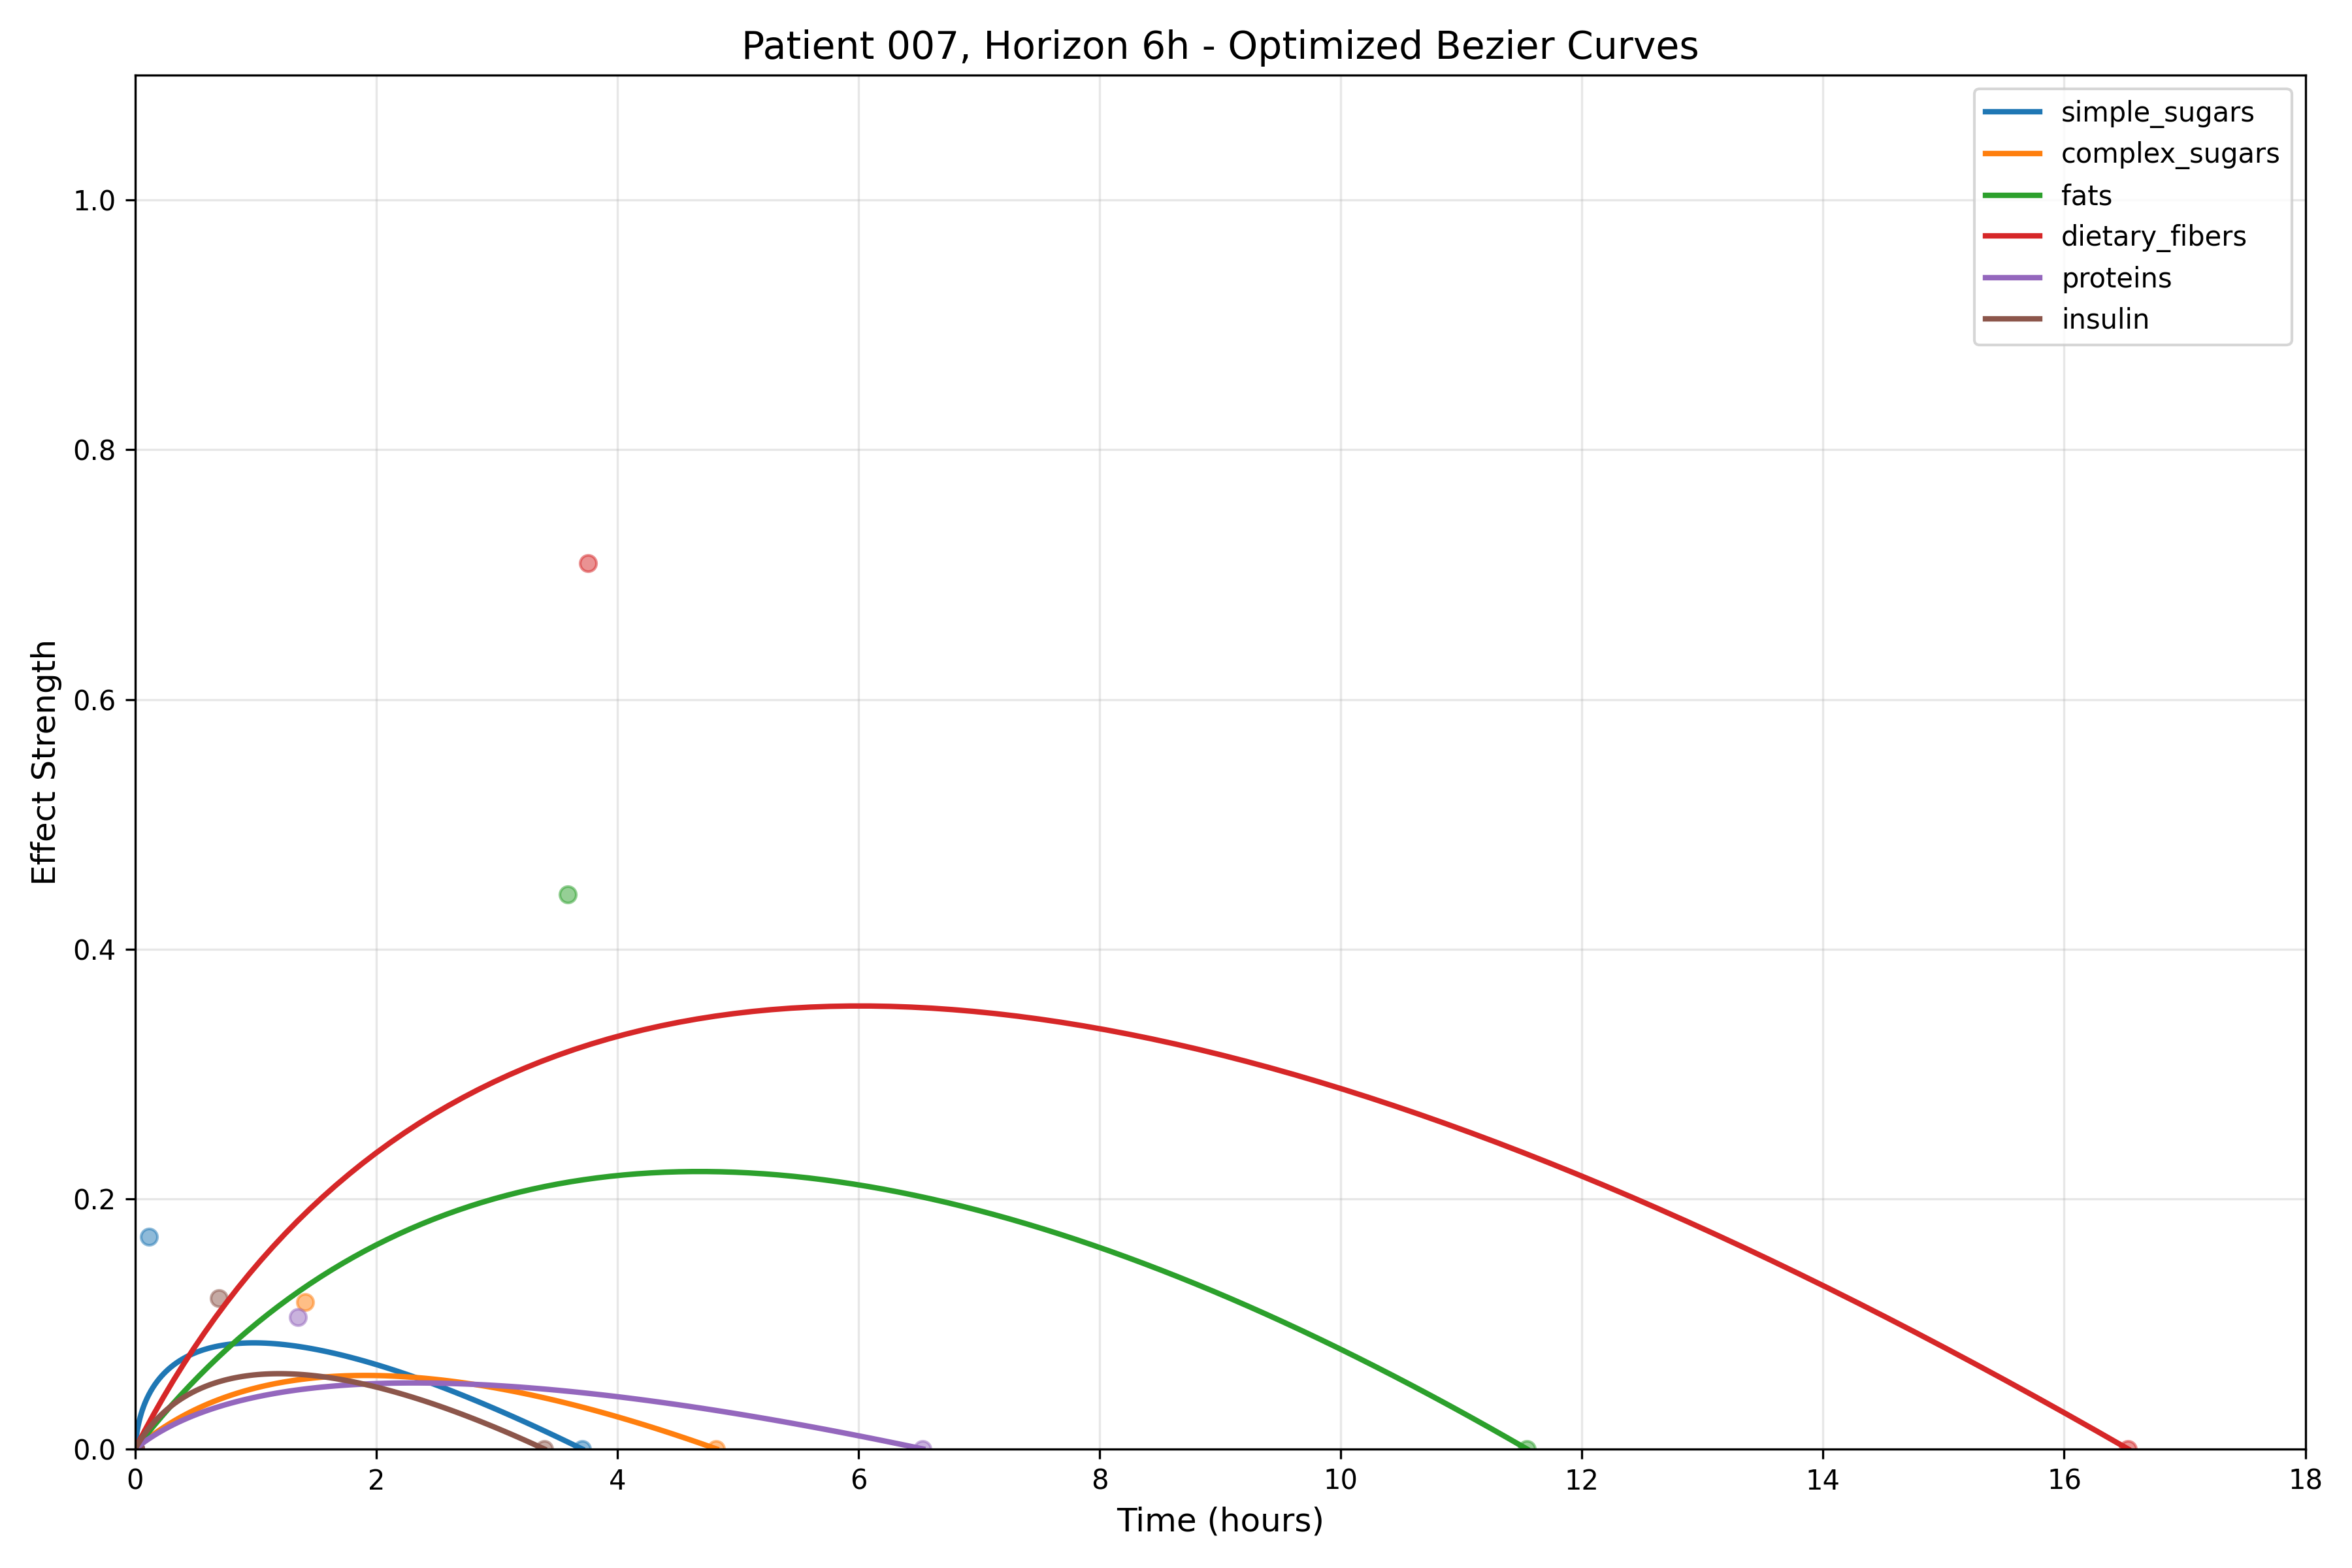 Patient 007, Horizon 6h - Optimized Bezier Curves
simple_sugars
complex_sugars
fats
dietary_fibers
proteins
insulin
Effect Strength
1.0
0.8
0.6
0.4
0.2
0.0
0 2 4 6 8 10 12 14 16 18
Time (hours)